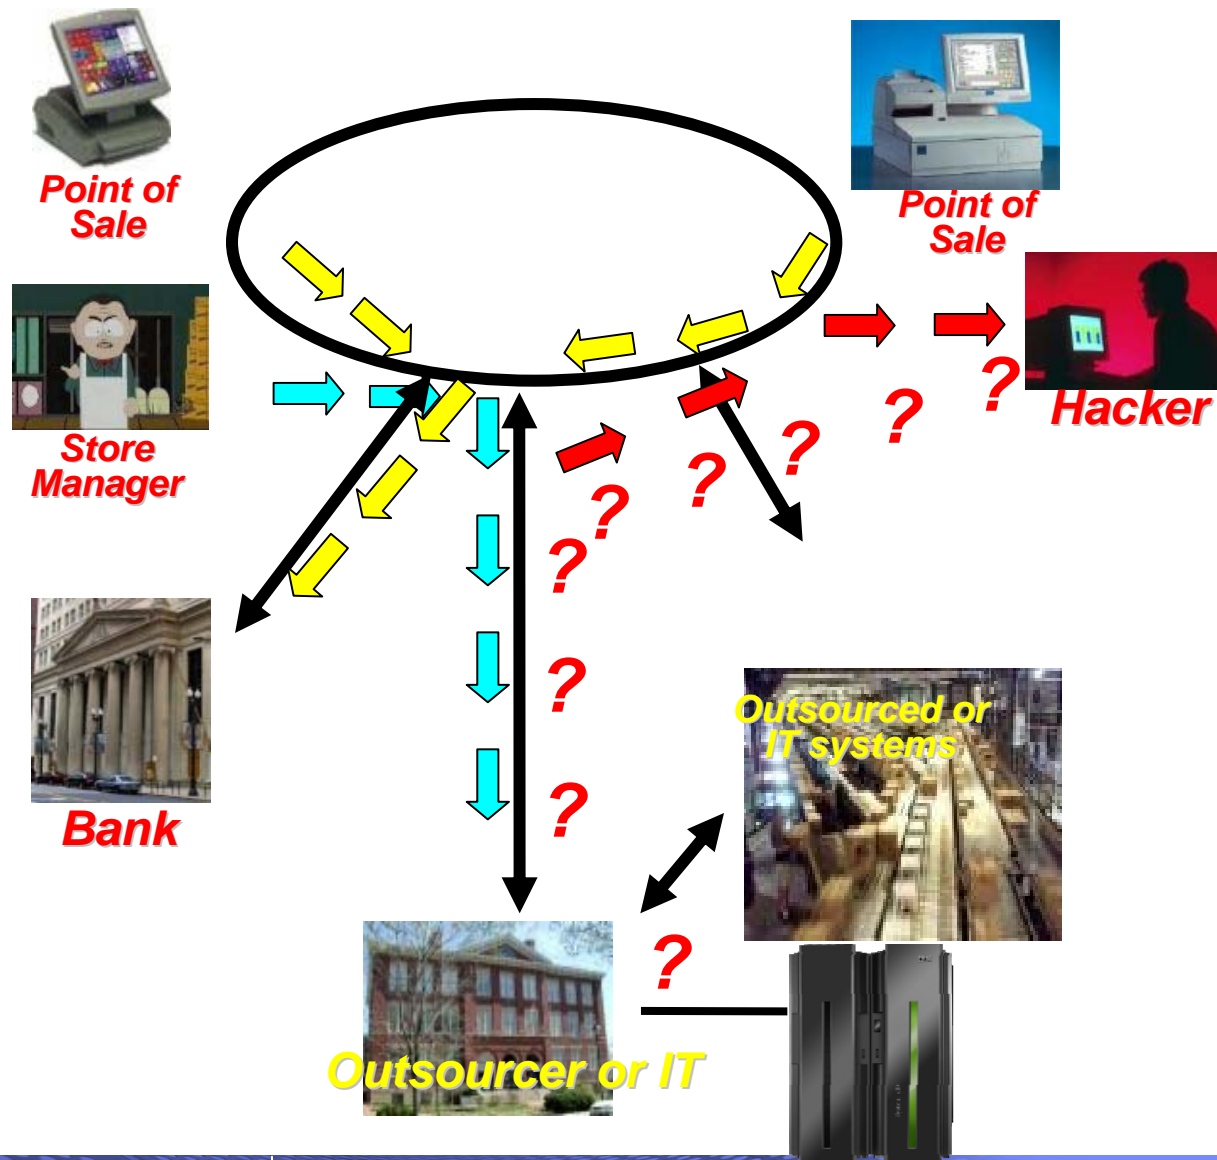 Point of
Sale
Point of
Sale
Store
Manager
Hacker
?
?
?
?
?
?
?
?
Bank
Outsourced or
IT systems
?
Outsourcer or IT